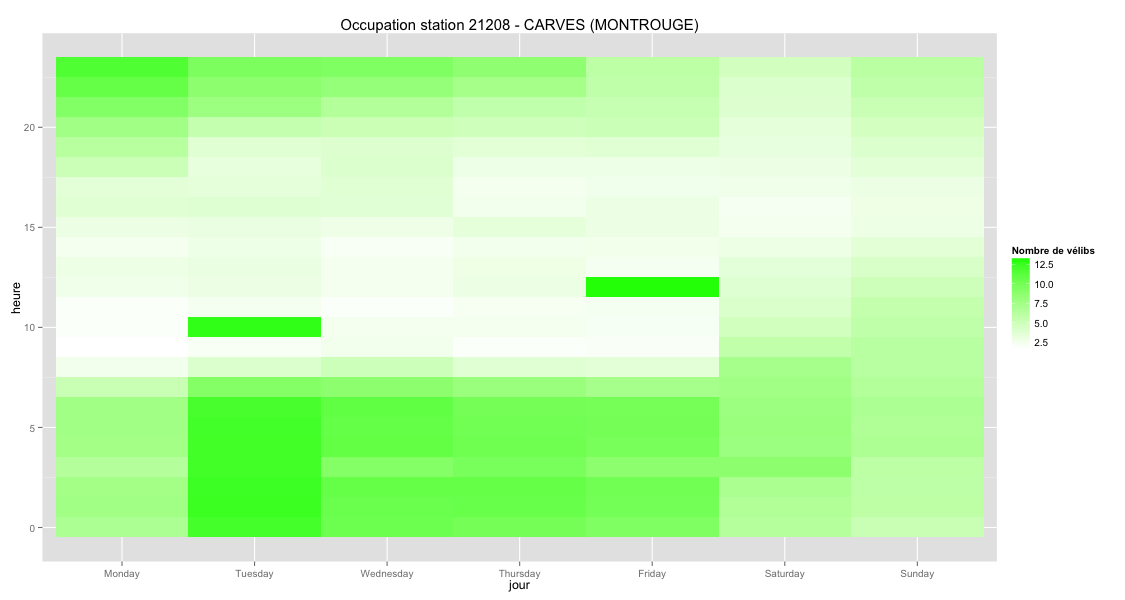 Occupation station 21208 - CARVES (MONTROUGE)
heure
20
15
10
5
0
Monday Tuesday Wednesday Thursday Friday Saturday Sunday
jour
Nombre de vélibs
12.5
10.0
7.5
5.0
2.5